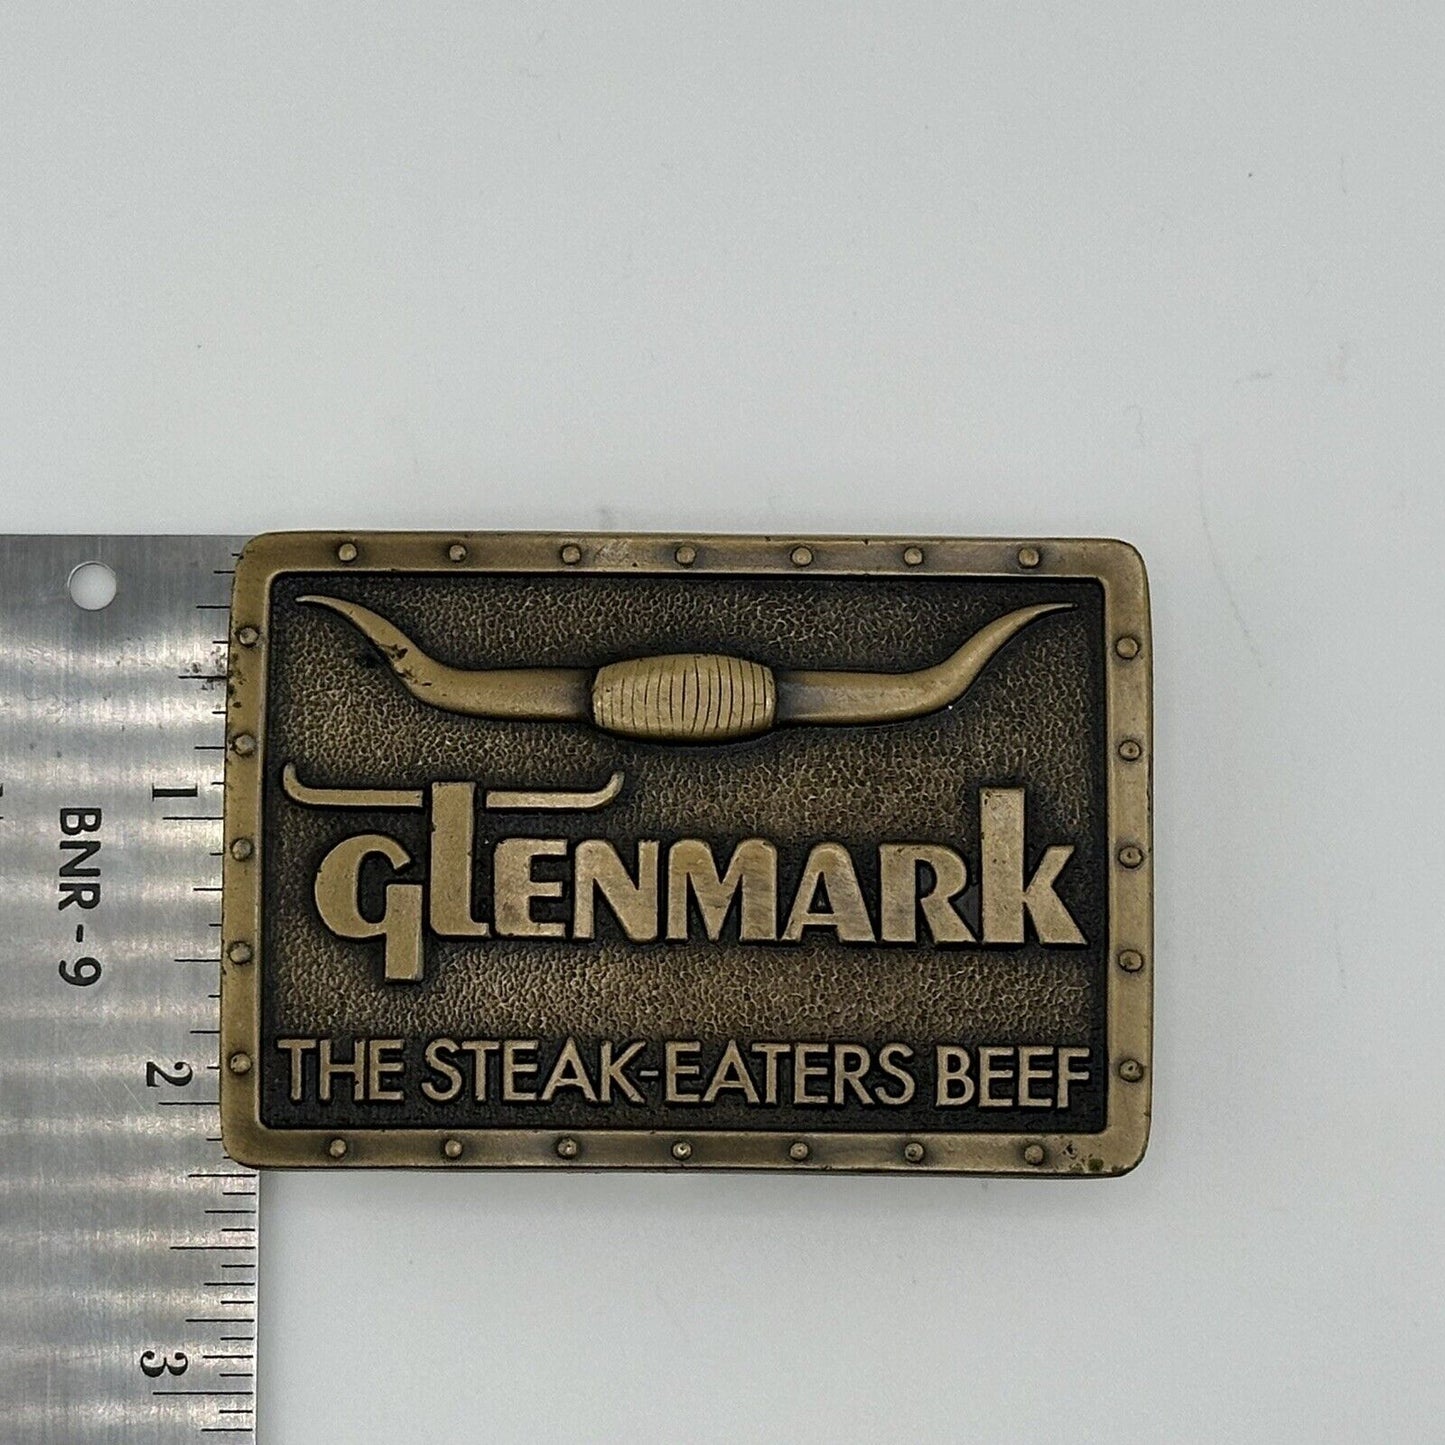 GLENMARK
THE STEAK-EATERS BEEF
1
BNR-9
2
3